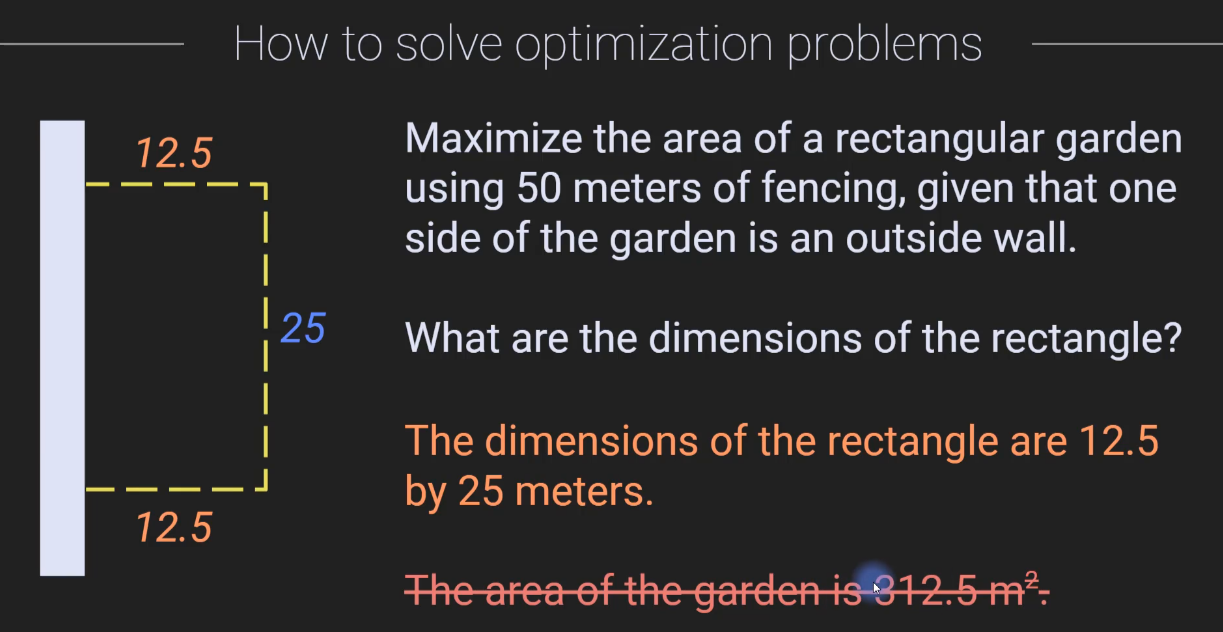 How to solve optimization problems
12.5
25
12.5
Maximize the area of a rectangular garden
using 50 meters of fencing, given that one
side of the garden is an outside wall.
What are the dimensions of the rectangle?
The dimensions of the rectangle are 12.5
by 25 meters.
The area of the garden is 312.5 m².